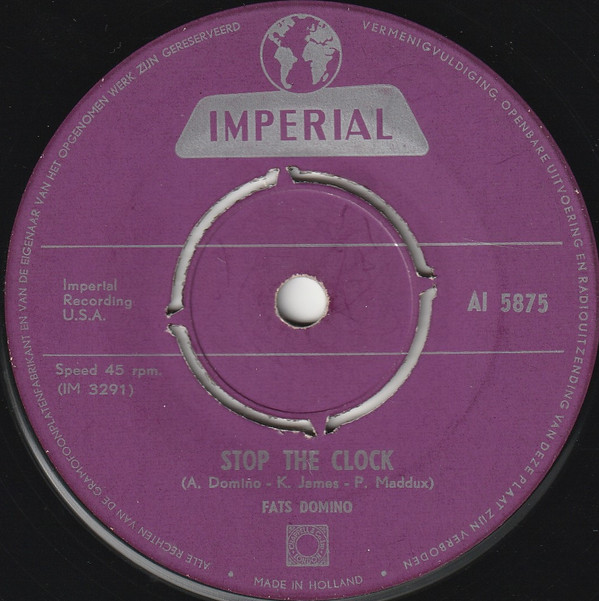 ALLE RECHTEN VAN DE GRAMOFOONPLATENFABRIKANT EN VAN DE EIGENAAR VAN HET OPGENOMEN WERK ZIJN GERESERVEERD
VERMENIGVULDIGING, OPENBARE UITVOERING EN RADIOUITZENDING VAN DEZE PLAAT ZIJN VERBODEN
IMPERIAL
Imperial
Recording
U.S.A.
AI 5875
Speed 45 rpm.
(IM 3291)
STOP THE CLOCK
(A. Domiño - K. James - P. Maddux)
FATS DOMINO
• MADE IN HOLLAND •